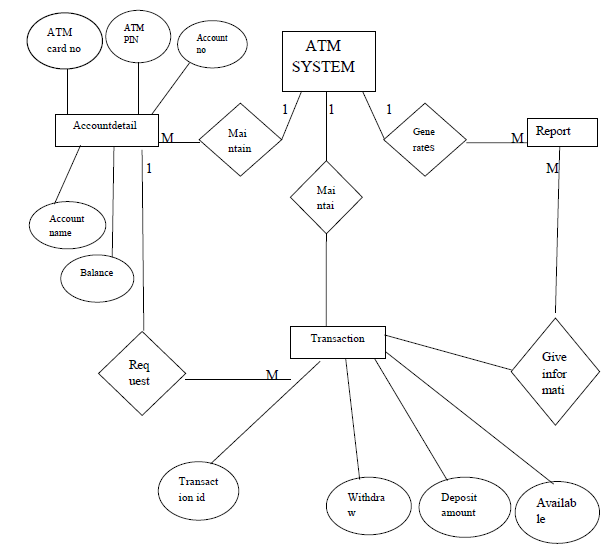 ATM
card no
ATM
PIN
Account
no
ATM
SYSTEM
Accountdetail
M
Mai
ntain
1
1
1
Gene
rates
M
Report
1
M
Mai
ntai
Account
name
Balance
Transaction
Req
uest
M
Give
infor
mati
Transact
ion id
Withdra
w
Deposit
amount
Availab
le